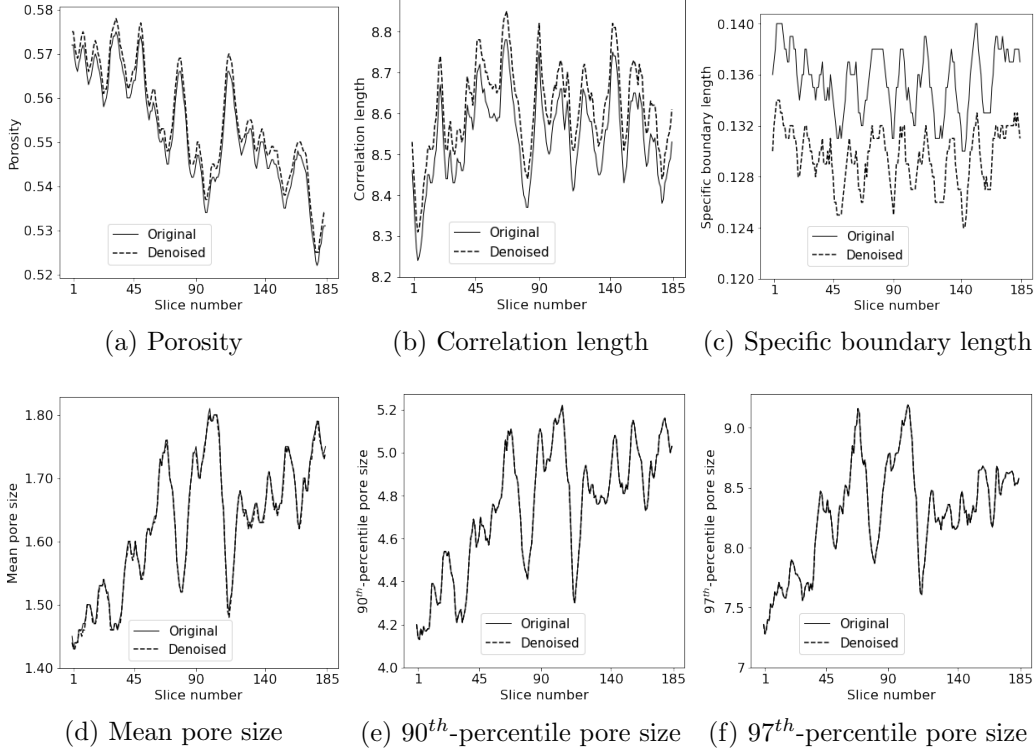 0.58
0.57
0.56
0.55
0.54
0.53
0.52
Porosity
Original
Denoised
1 45 90 140 185
Slice number
(a) Porosity
8.8
8.7
8.6
8.5
8.4
8.3
8.2
Correlation length
Original
Denoised
1 45 90 140 185
Slice number
(b) Correlation length
0.140
0.136
0.132
0.128
0.124
0.120
Specific boundary length
Original
Denoised
1 45 90 140 185
Slice number
(c) Specific boundary length
1.80
1.70
1.60
1.50
1.40
Mean pore size
Original
Denoised
1 45 90 140 185
Slice number
(d) Mean pore size
5.2
5.0
4.8
4.6
4.4
4.2
4.0
90th-percentile pore size
Original
Denoised
1 45 90 140 185
Slice number
(e) 90th-percentile pore size
9.0
8.5
8.0
7.5
7
97th-percentile pore size
Original
Denoised
1 45 90 140 185
Slice number
(f) 97th-percentile pore size